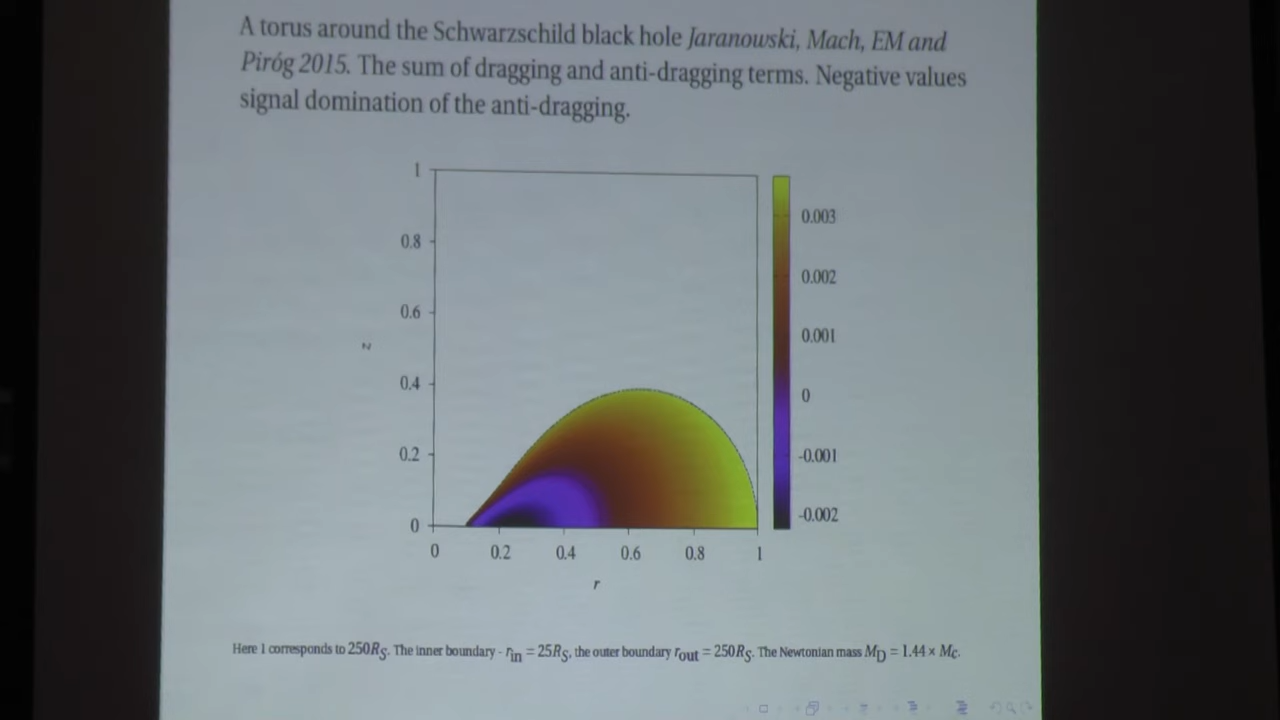 A torus around the Schwarzschild black hole Jaranowski, Mach, EM and
Piróg 2015. The sum of dragging and anti-dragging terms. Negative values
signal domination of the anti-dragging.
1
0.8
0.6
0.4
0.2
0
z
0 0.2 0.4 0.6 0.8 1
r
0.003
0.002
0.001
0
-0.001
-0.002
Here 1 corresponds to 250R_S. The inner boundary - r_in = 25R_S, the outer boundary r_out = 250R_S. The Newtonian mass M_D = 1.44 × M_C.